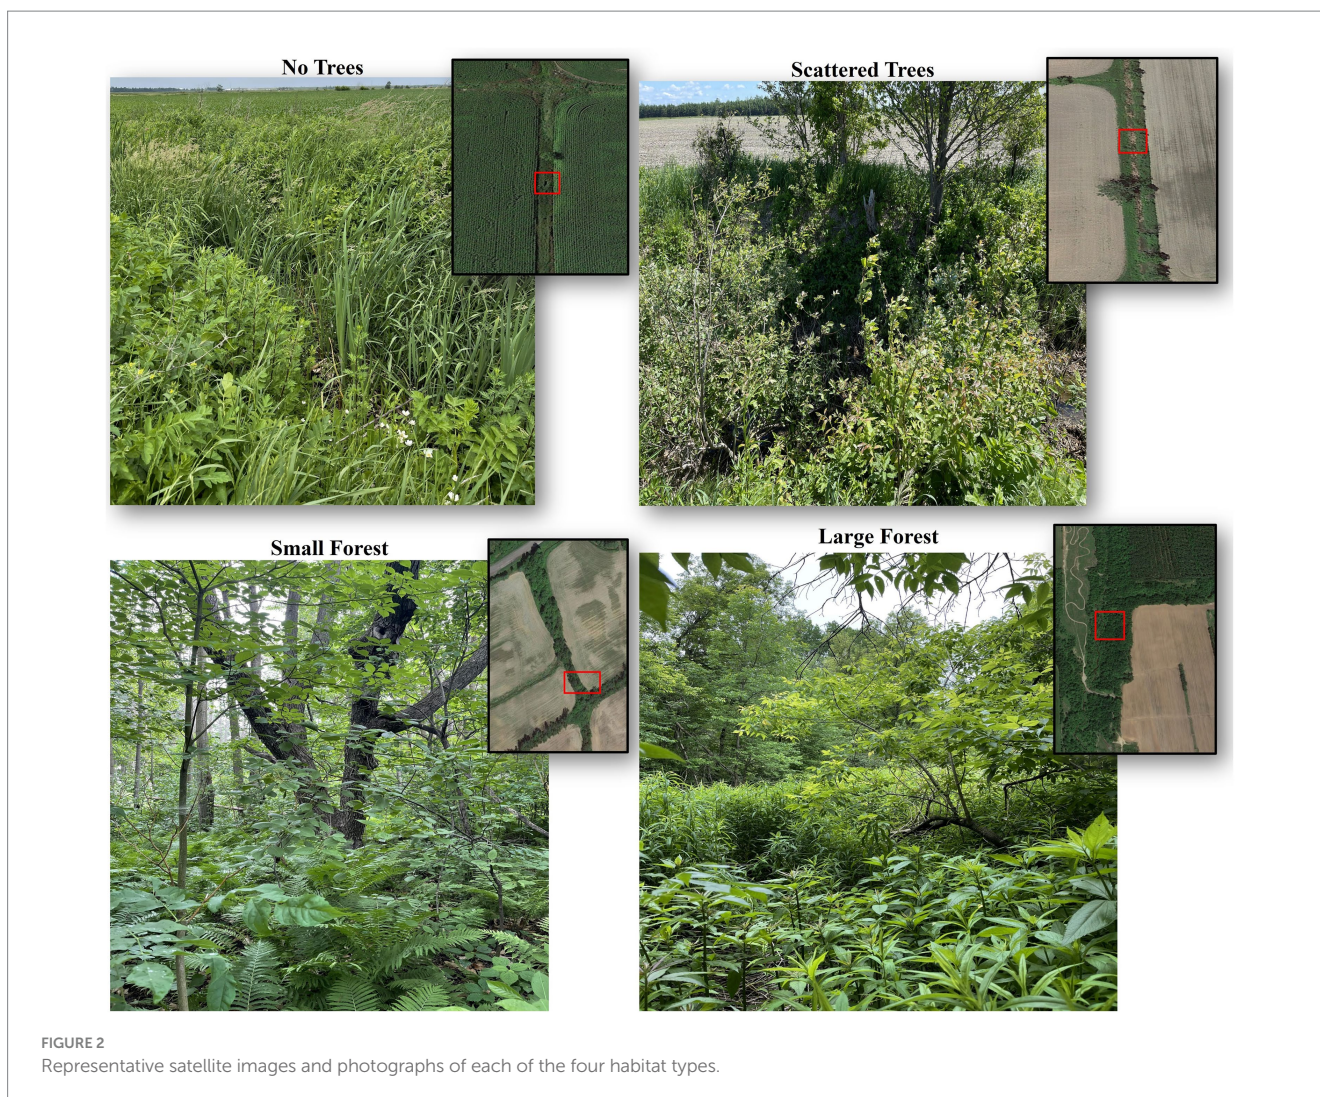 No Trees
Scattered Trees
Small Forest
Large Forest
FIGURE 2
Representative satellite images and photographs of each of the four habitat types.